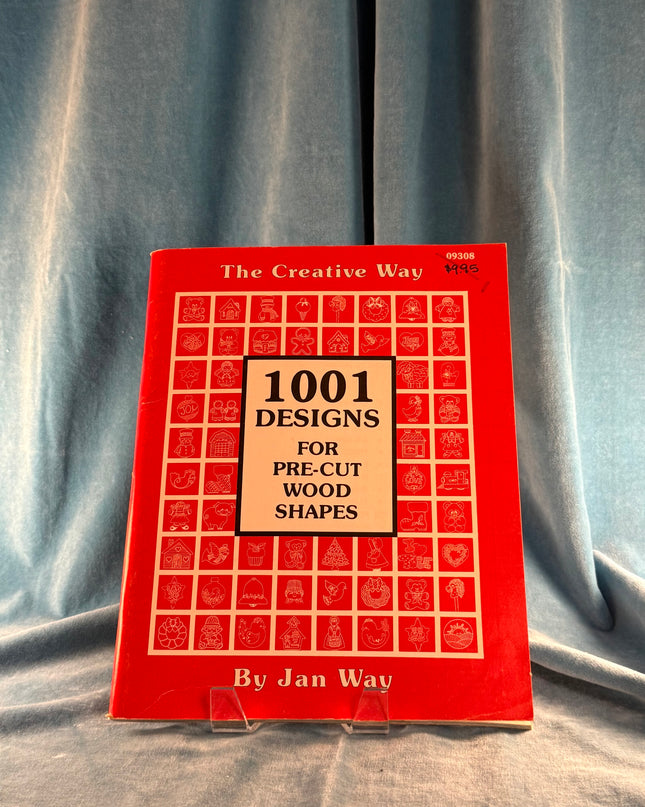 09308
The Creative Way
$9.95
1001
DESIGNS
FOR
PRE-CUT
WOOD
SHAPES
By Jan Way